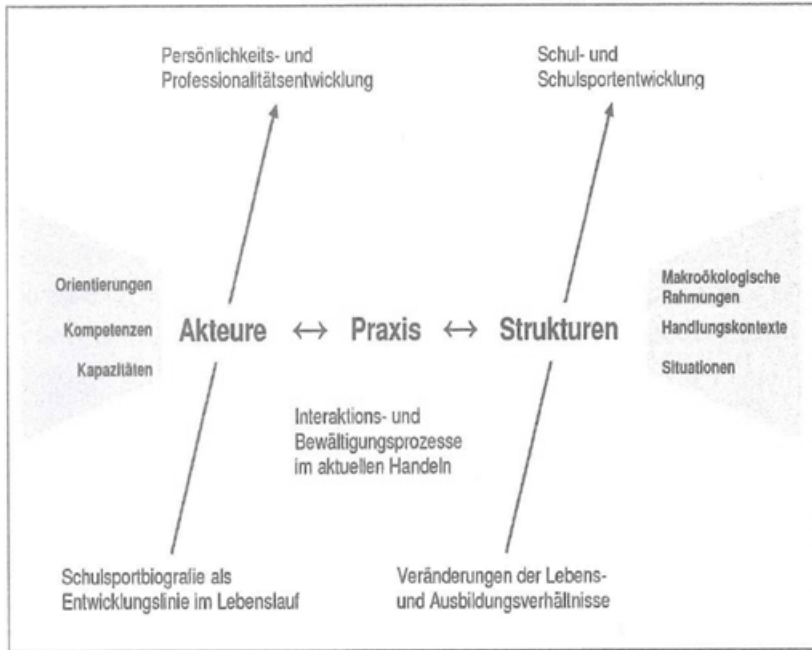 Persönlichkeits- und
Professionalitätsentwicklung
Schul- und
Schulsportentwicklung
Orientierungen
Kompetenzen
Kapazitäten
Akteure ↔ Praxis ↔ Strukturen
Makroökologische
Rahmungen
Handlungskontexte
Situationen
Interaktions- und
Bewältigungsprozesse
im aktuellen Handeln
Schulsportbiografie als
Entwicklungslinie im Lebenslauf
Veränderungen der Lebens-
und Ausbildungsverhältnisse